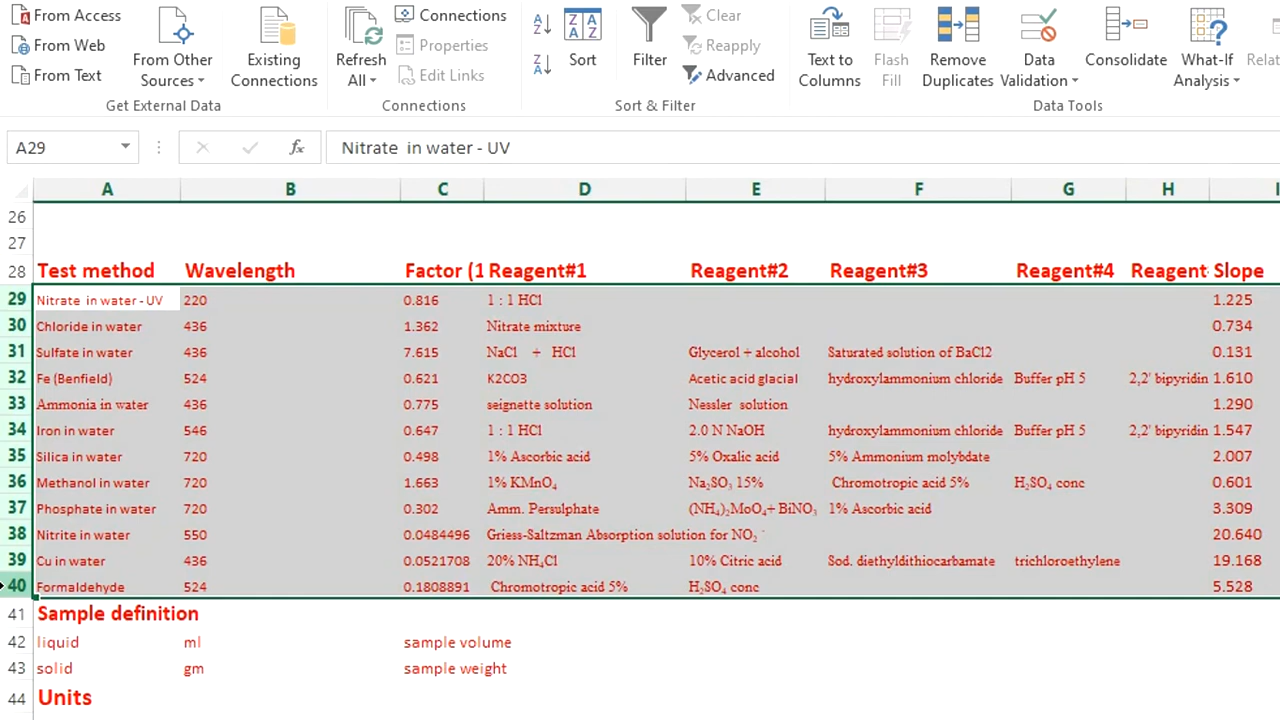 From Access
From Web
From Text
From Other Sources
Existing Connections
Refresh All
Connections
Properties
Edit Links
A Z
Z A
Z A A Z
Sort
Filter
Clear
Reapply
Advanced
Text to Columns
Flash Fill
Remove Duplicates
Data Validation
Consolidate
What-If Analysis
Get External Data
Connections
Sort & Filter
Data Tools
A29 fx Nitrate in water - UV
A B C D E F G H I
26
27
28 Test method Wavelength Factor (1 Reagent#1 Reagent#2 Reagent#3 Reagent#4 Reagent Slope
29 Nitrate in water - UV 220 0.816 1 : 1 HCl 1.225
30 Chloride in water 436 1.362 Nitrate mixture 0.734
31 Sulfate in water 436 7.615 NaCl + HCl Glycerol + alcohol Saturated solution of BaCl2 0.131
32 Fe (Benfield) 524 0.621 K2CO3 Acetic acid glacial hydroxylammonium chloride Buffer pH 5 2,2' bipyridin 1.610
33 Ammonia in water 436 0.775 seignette solution Nessler solution 1.290
34 Iron in water 546 0.647 1 : 1 HCl 2.0 N NaOH hydroxylammonium chloride Buffer pH 5 2,2' bipyridin 1.547
35 Silica in water 720 0.498 1% Ascorbic acid 5% Oxalic acid 5% Ammonium molybdate 2.007
36 Methanol in water 720 1.663 1% KMnO₄ Na₂SO₃ 15% Chromotropic acid 5% H₂SO₄ conc 0.601
37 Phosphate in water 720 0.302 Amm. Persulphate (NH₄)₂MoO₄+ BiNO₃ 1% Ascorbic acid 3.309
38 Nitrite in water 550 0.0484496 Griess-Saltzman Absorption solution for NO₂⁻ 20.640
39 Cu in water 436 0.0521708 20% NH₄Cl 10% Citric acid Sod. diethyldithiocarbamate trichloroethylene 19.168
40 Formaldehyde 524 0.1808891 Chromotropic acid 5% H₂SO₄ conc 5.528
41 Sample definition
42 liquid ml sample volume
43 solid gm sample weight
44 Units